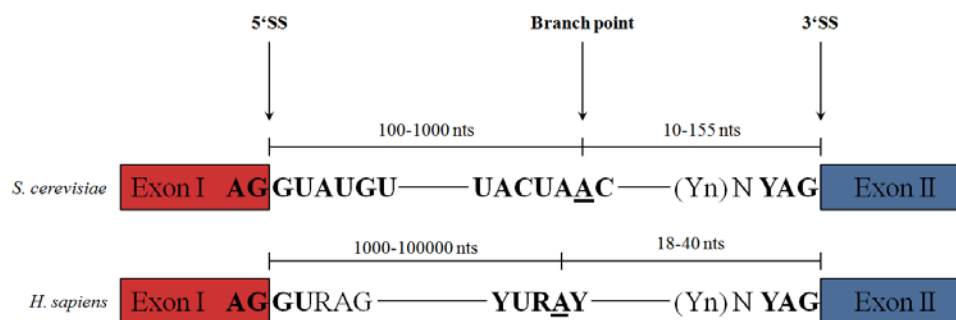 5‘SS Branch point 3‘SS
100-1000 nts 10-155 nts
S. cerevisiae Exon I AGGUAUGU UACUAAC (Yn)N YAG Exon II
1000-100000 nts 18-40 nts
H. sapiens Exon I AGGURAG YURAY (Yn)N YAG Exon II